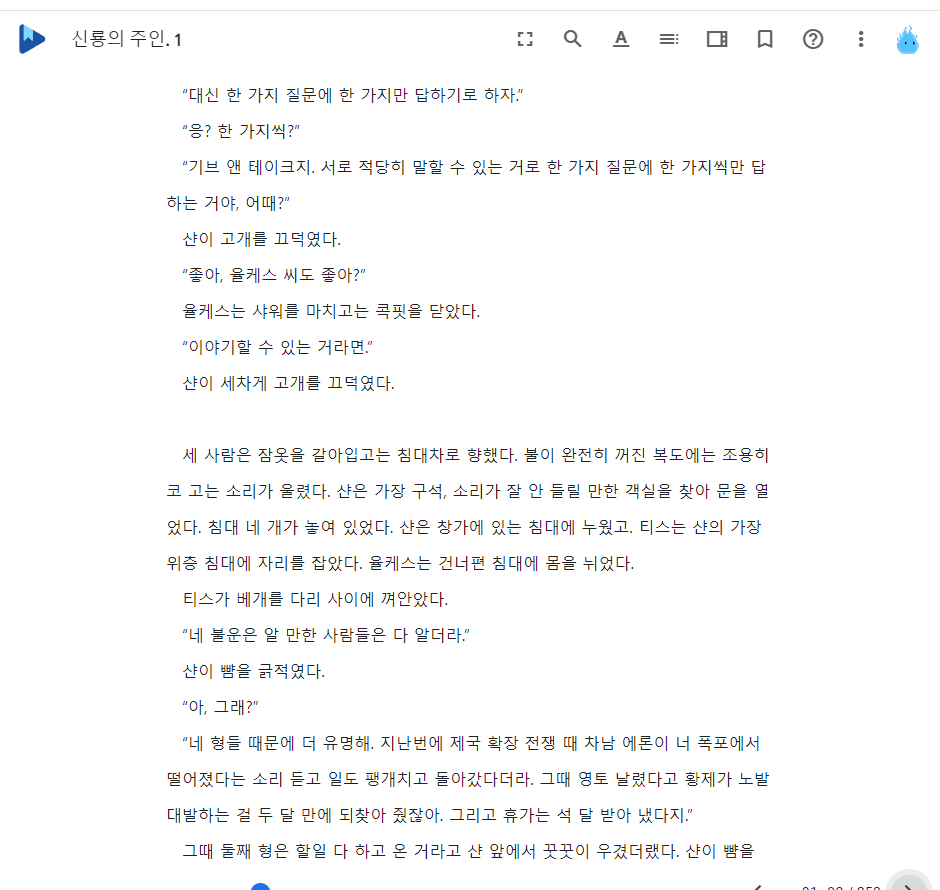 신룡의 주인. 1
“대신 한 가지 질문에 한 가지만 답하기로 하자.”
“응? 한 가지씩?”
“기브 앤 테이크지. 서로 적당히 말할 수 있는 거로 한 가지 질문에 한 가지씩만 답
하는 거야, 어때?”
샨이 고개를 끄덕였다.
“좋아, 율케스 씨도 좋아?”
율케스는 샤워를 마치고는 콕핏을 닫았다.
“이야기할 수 있는 거라면.”
샨이 세차게 고개를 끄덕였다.
세 사람은 잠옷을 갈아입고는 침대차로 향했다. 불이 완전히 꺼진 복도에는 조용히
코 고는 소리가 울렸다. 샨은 가장 구석, 소리가 잘 안 들릴 만한 객실을 찾아 문을 열
었다. 침대 네 개가 놓여 있었다. 샨은 창가에 있는 침대에 누웠고. 티스는 샨의 가장
위층 침대에 자리를 잡았다. 율케스는 건너편 침대에 몸을 뉘었다.
티스가 베개를 다리 사이에 껴안았다.
“네 불운은 알 만한 사람들은 다 알더라.”
샨이 뺨을 긁적였다.
“아, 그래?”
“네 형들 때문에 더 유명해. 지난번에 제국 확장 전쟁 때 차남 에론이 너 폭포에서
떨어졌다는 소리 듣고 일도 팽개치고 돌아갔다더라. 그때 영토 날렸다고 황제가 노발
대발하는 걸 두 달 만에 되찾아 줬잖아. 그리고 휴가는 석 달 받아 냈다지.”
그때 둘째 형은 할일 다 하고 온 거라고 샨 앞에서 꿋꿋이 우겼더랬다. 샨이 뺨을